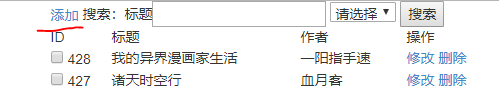 添加 搜索：标题 请选择 搜索
ID 标题 作者 操作
428 我的异界漫画家生活 一阳指手速 修改 删除
427 诸天时空行 血月客 修改 删除